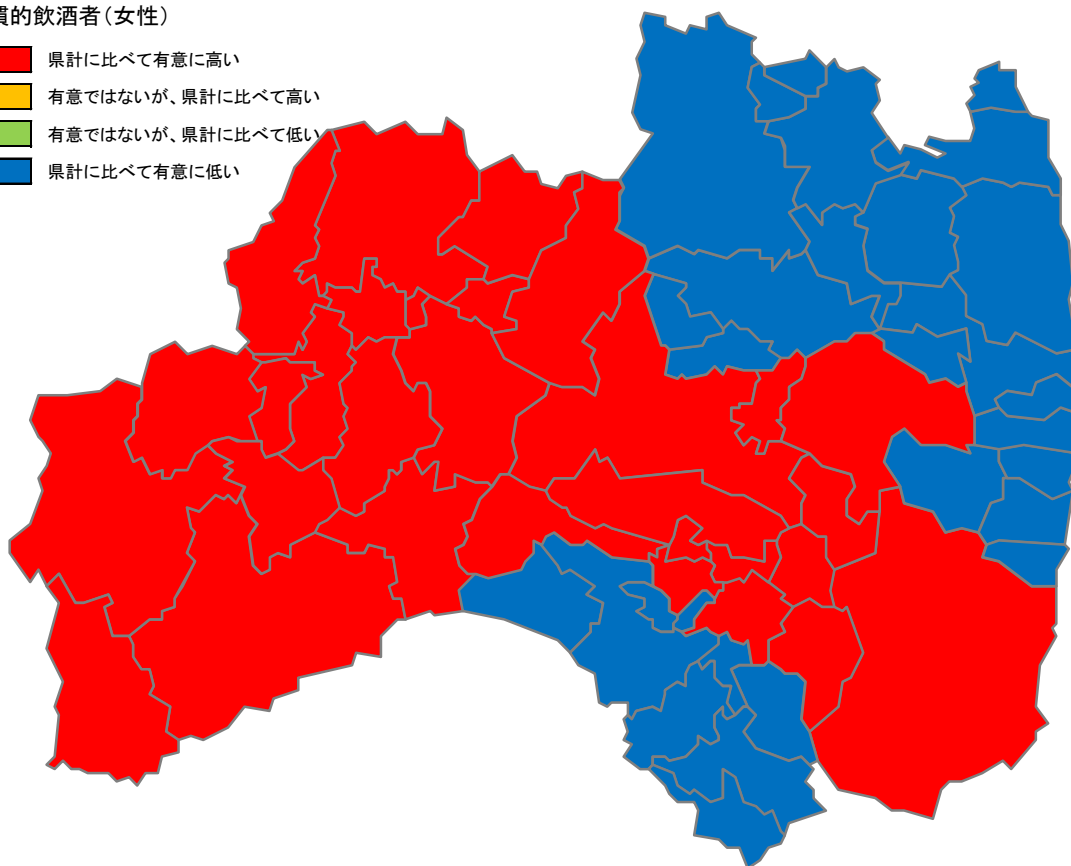 慣的飲酒者（女性）
県計に比べて有意に高い
有意ではないが、県計に比べて高い
有意ではないが、県計に比べて低い
県計に比べて有意に低い